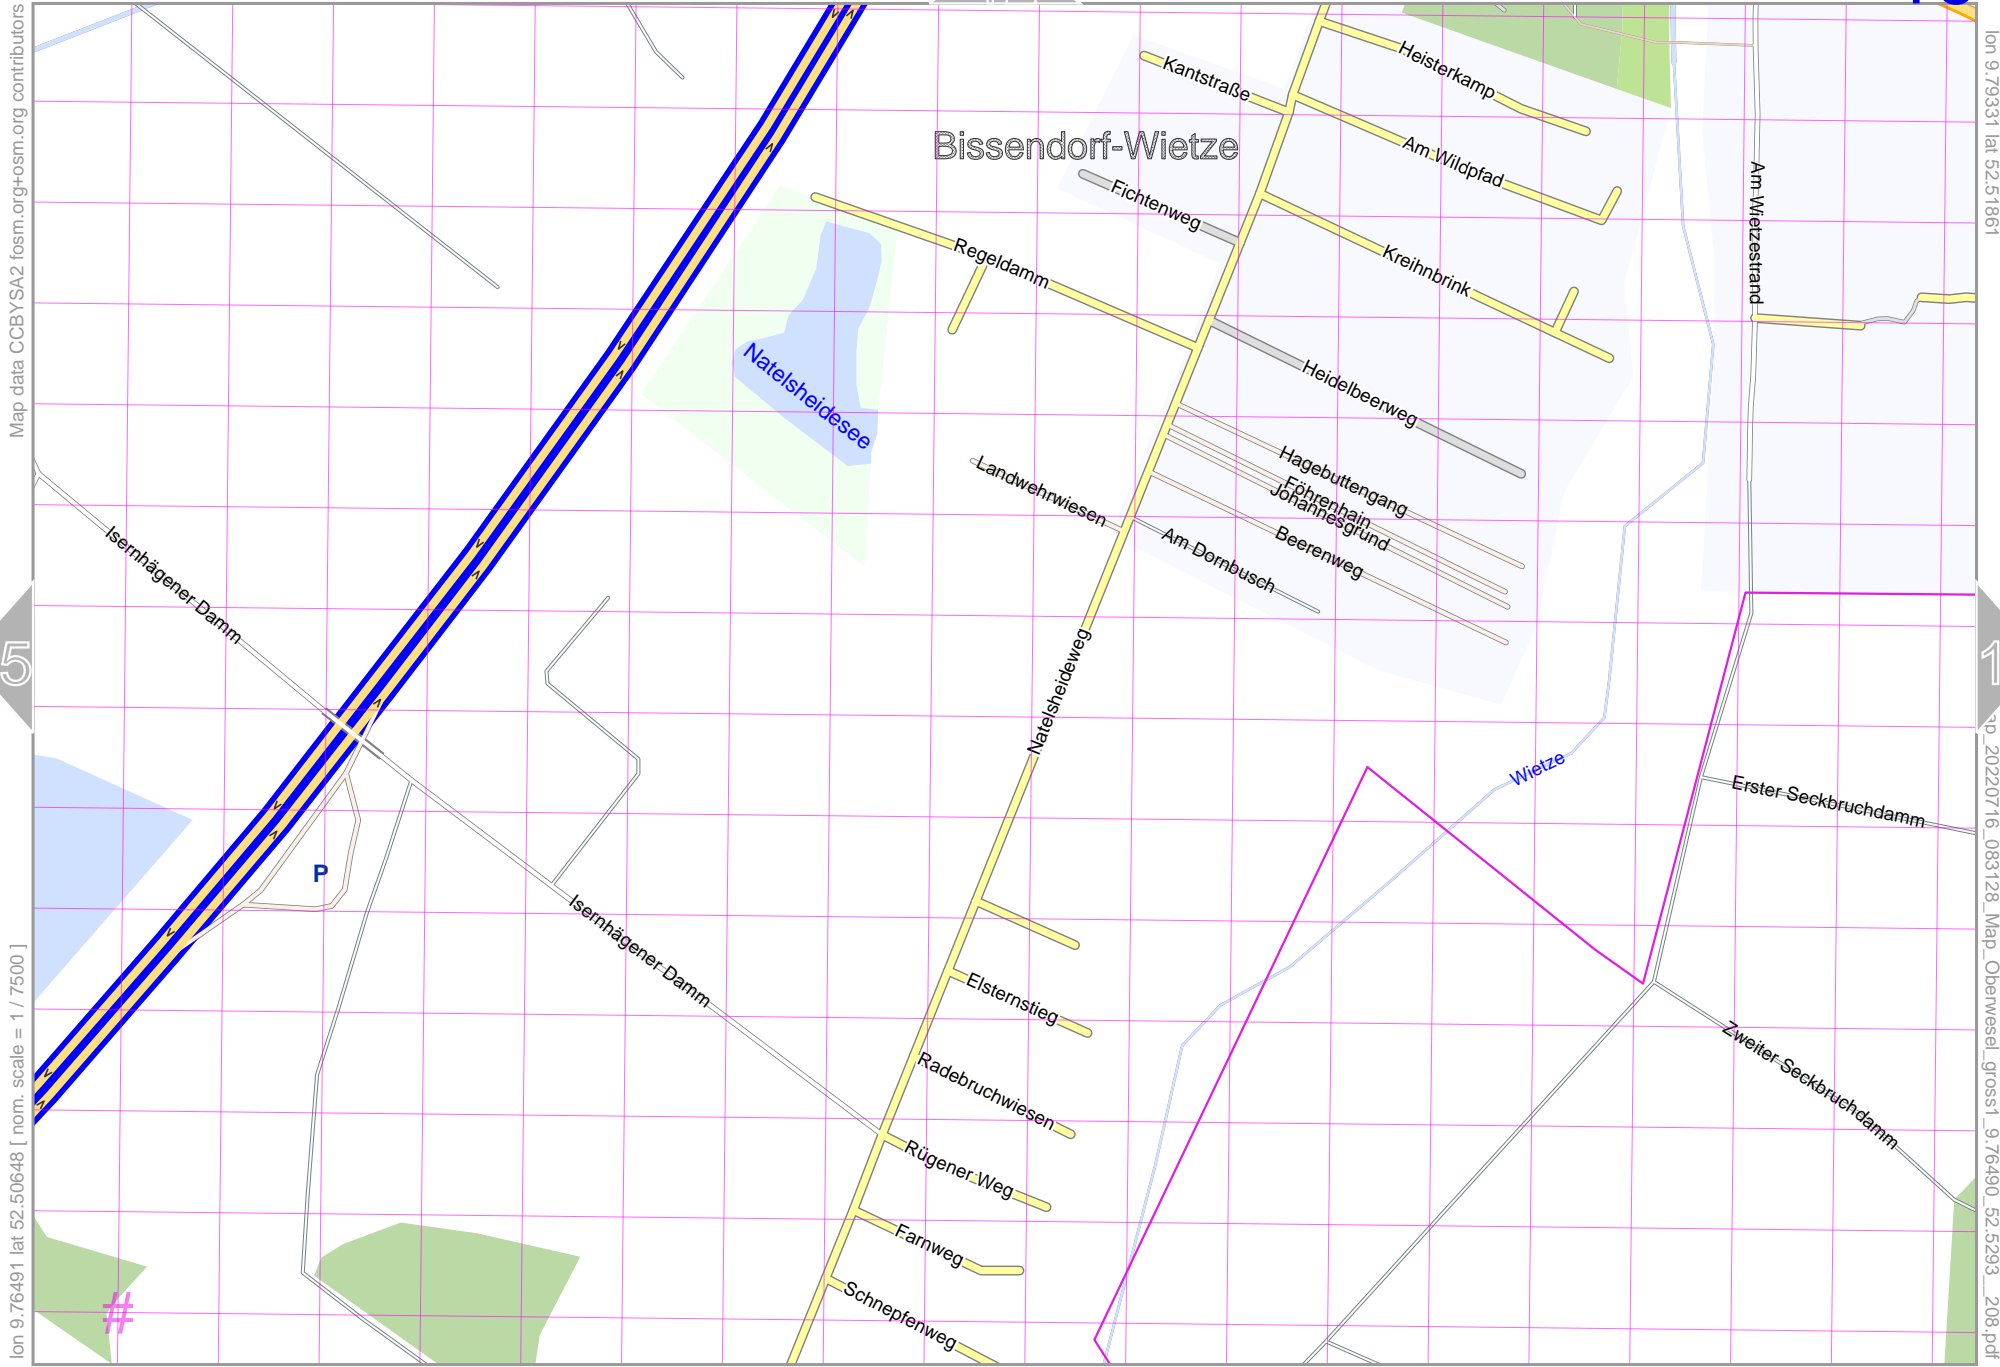 Map data CCBYSA2 fosm.org+osm.org contributors
lon 9.76491 lat 52.50648 [ nom. scale = 1 / 7500 ]
lon 9.79331 lat 52.51861
ap_20220716_083128_Map_Oberwesel_gross1_9.76490_52.5293__208.pdf
5
1
Heisterkamp
Kantstraße
Bissendorf-Wietze
Am Wildpfad
Fichtenweg
Am Wietzestrand
Regeldamm
Kreihnbrink
Natelsheidesee
Heidelbeerweg
Hagebuttengang
Landwehrwiesen
Föhrenhain
Johannesgrund
Beerenweg
Am Dornbusch
Isernhägener Damm
Natelsheideweg
Wietze
Erster Seckbruchdamm
P
Isernhägener Damm
Elsternstieg
Zweiter Seckbruchdamm
Radebruchwiesen
Rügener Weg
Farnweg
Schnepfenweg
#